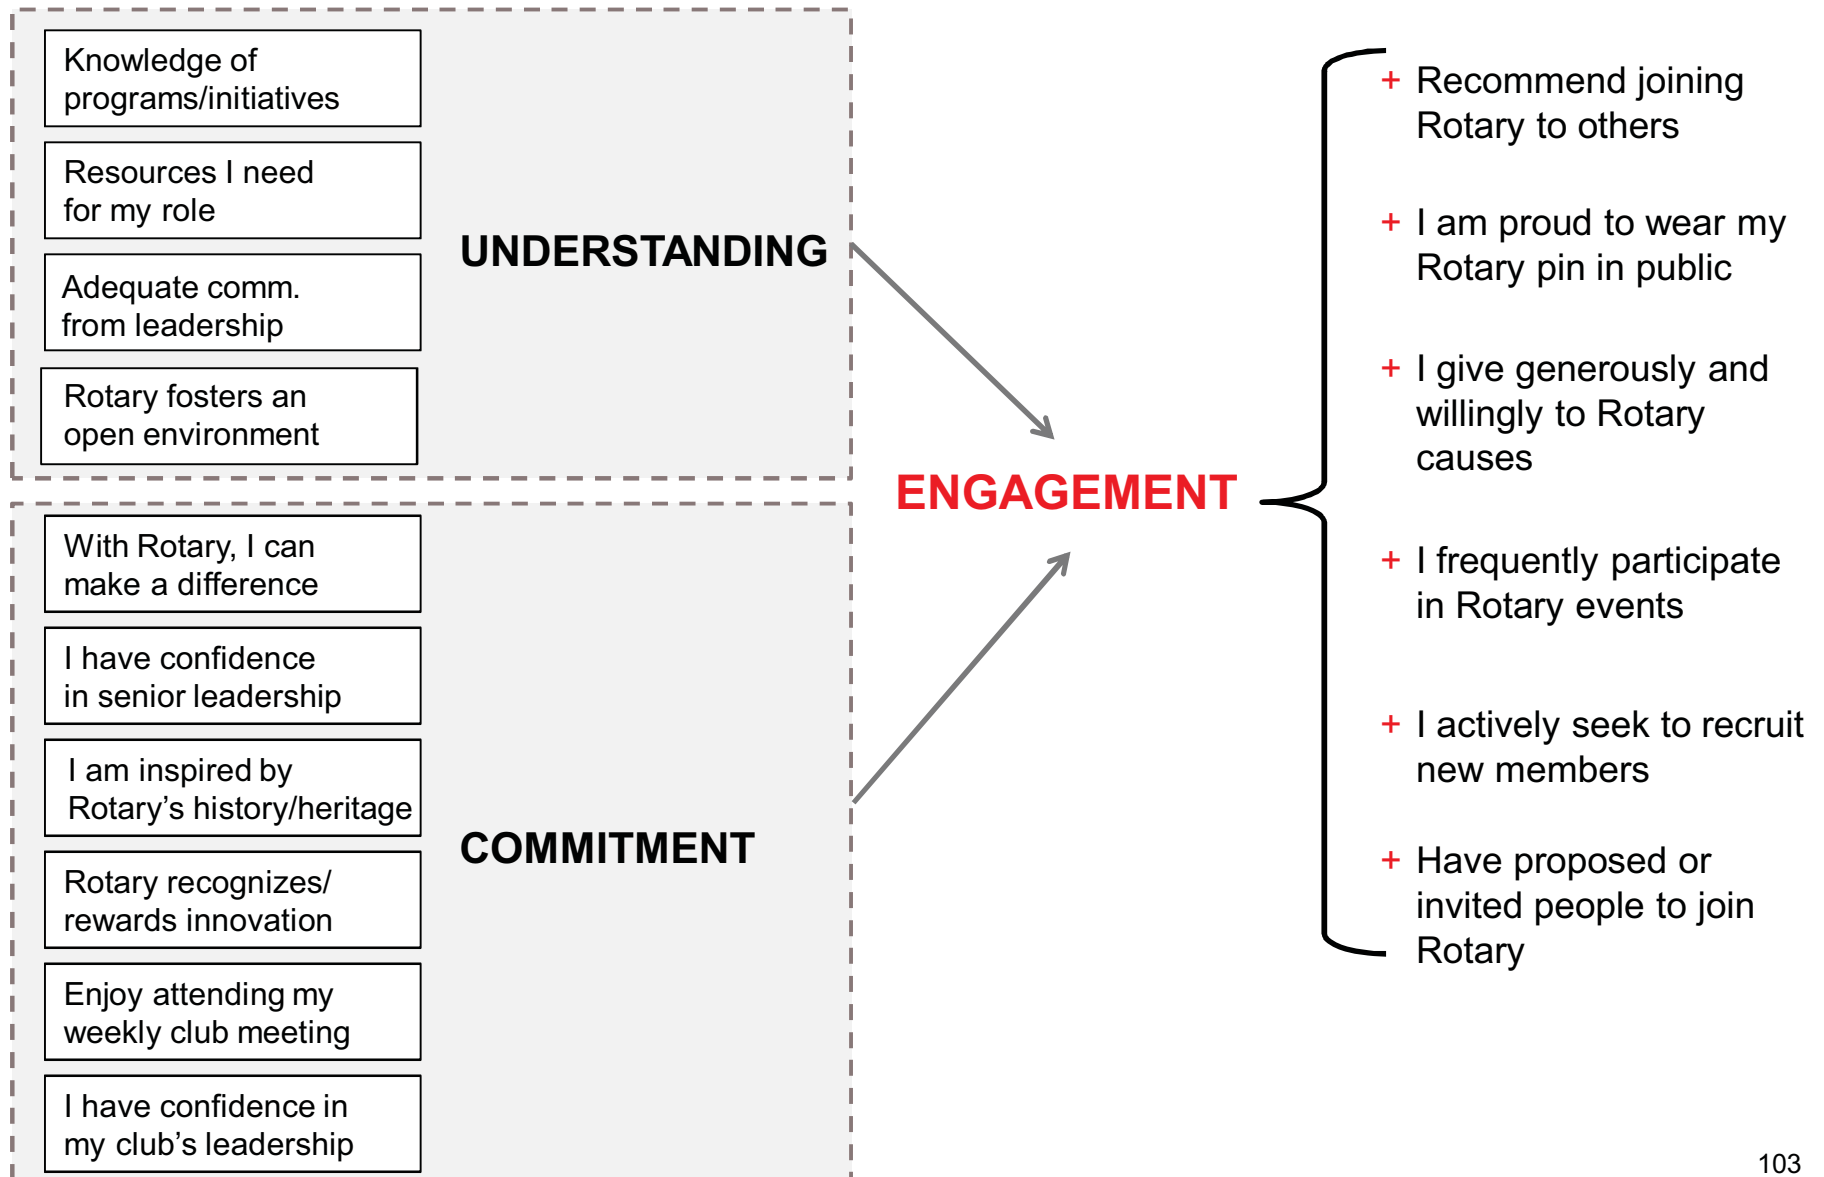 Knowledge of
programs/initiatives
Resources I need
for my role
Adequate comm.
from leadership
Rotary fosters an
open environment
UNDERSTANDING
With Rotary, I can
make a difference
I have confidence
in senior leadership
I am inspired by
Rotary's history/heritage
Rotary recognizes/
rewards innovation
Enjoy attending my
weekly club meeting
I have confidence in
my club's leadership
COMMITMENT
ENGAGEMENT
+ Recommend joining
Rotary to others
+ I am proud to wear my
Rotary pin in public
+ I give generously and
willingly to Rotary
causes
+ I frequently participate
in Rotary events
+ I actively seek to recruit
new members
+ Have proposed or
invited people to join
Rotary
103